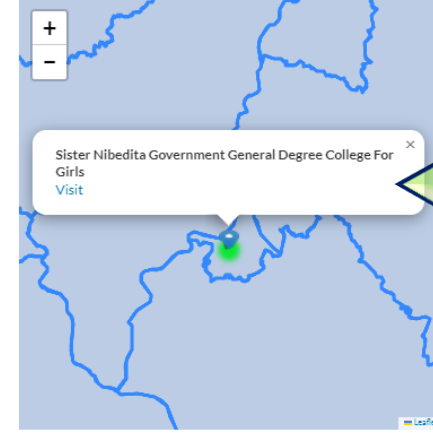 +
−
Sister Nibedita Government General Degree College For
Girls
Visit
×